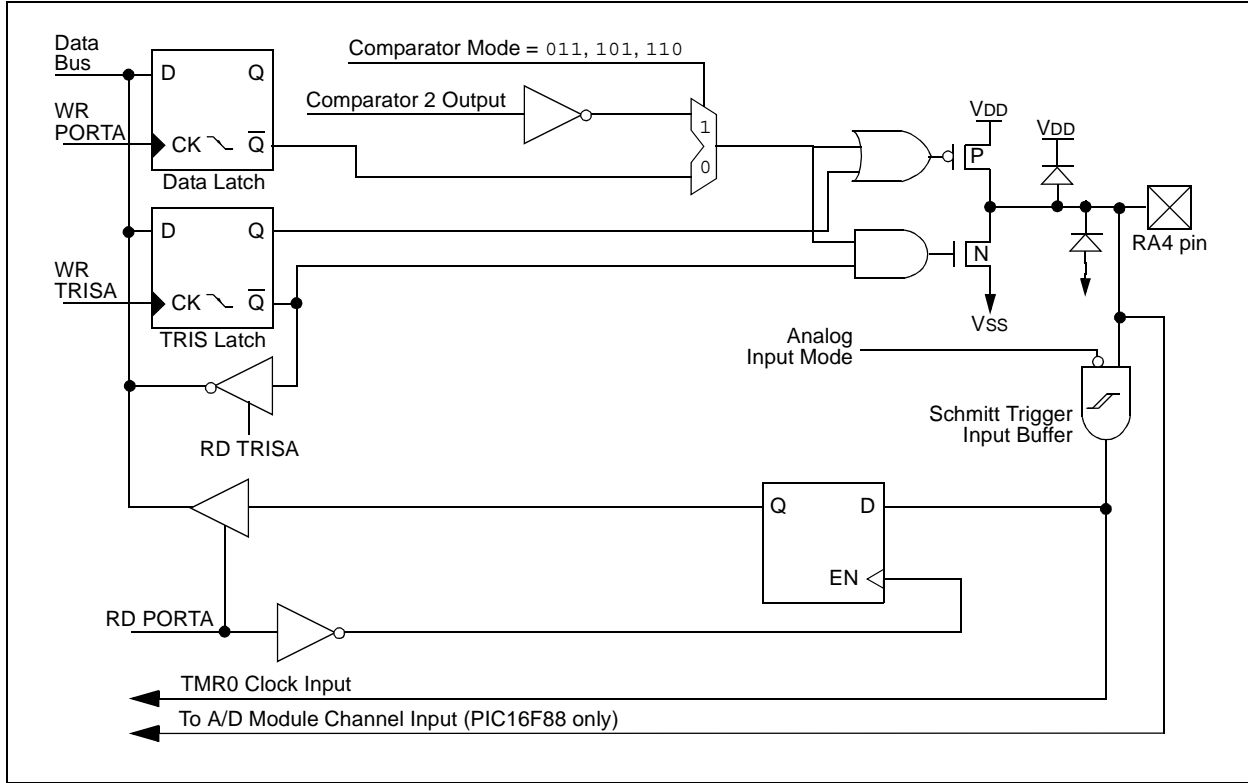 Data
Bus
D
Q
WR
PORTA
CK
Q
Data Latch
Comparator Mode = 011, 101, 110
Comparator 2 Output
1
0
D
Q
WR
TRISA
CK
Q
TRIS Latch
RD TRISA
VDD
P
VDD
N
VSS
RA4 pin
Analog
Input Mode
Schmitt Trigger
Input Buffer
Q
D
EN
RD PORTA
TMR0 Clock Input
To A/D Module Channel Input (PIC16F88 only)